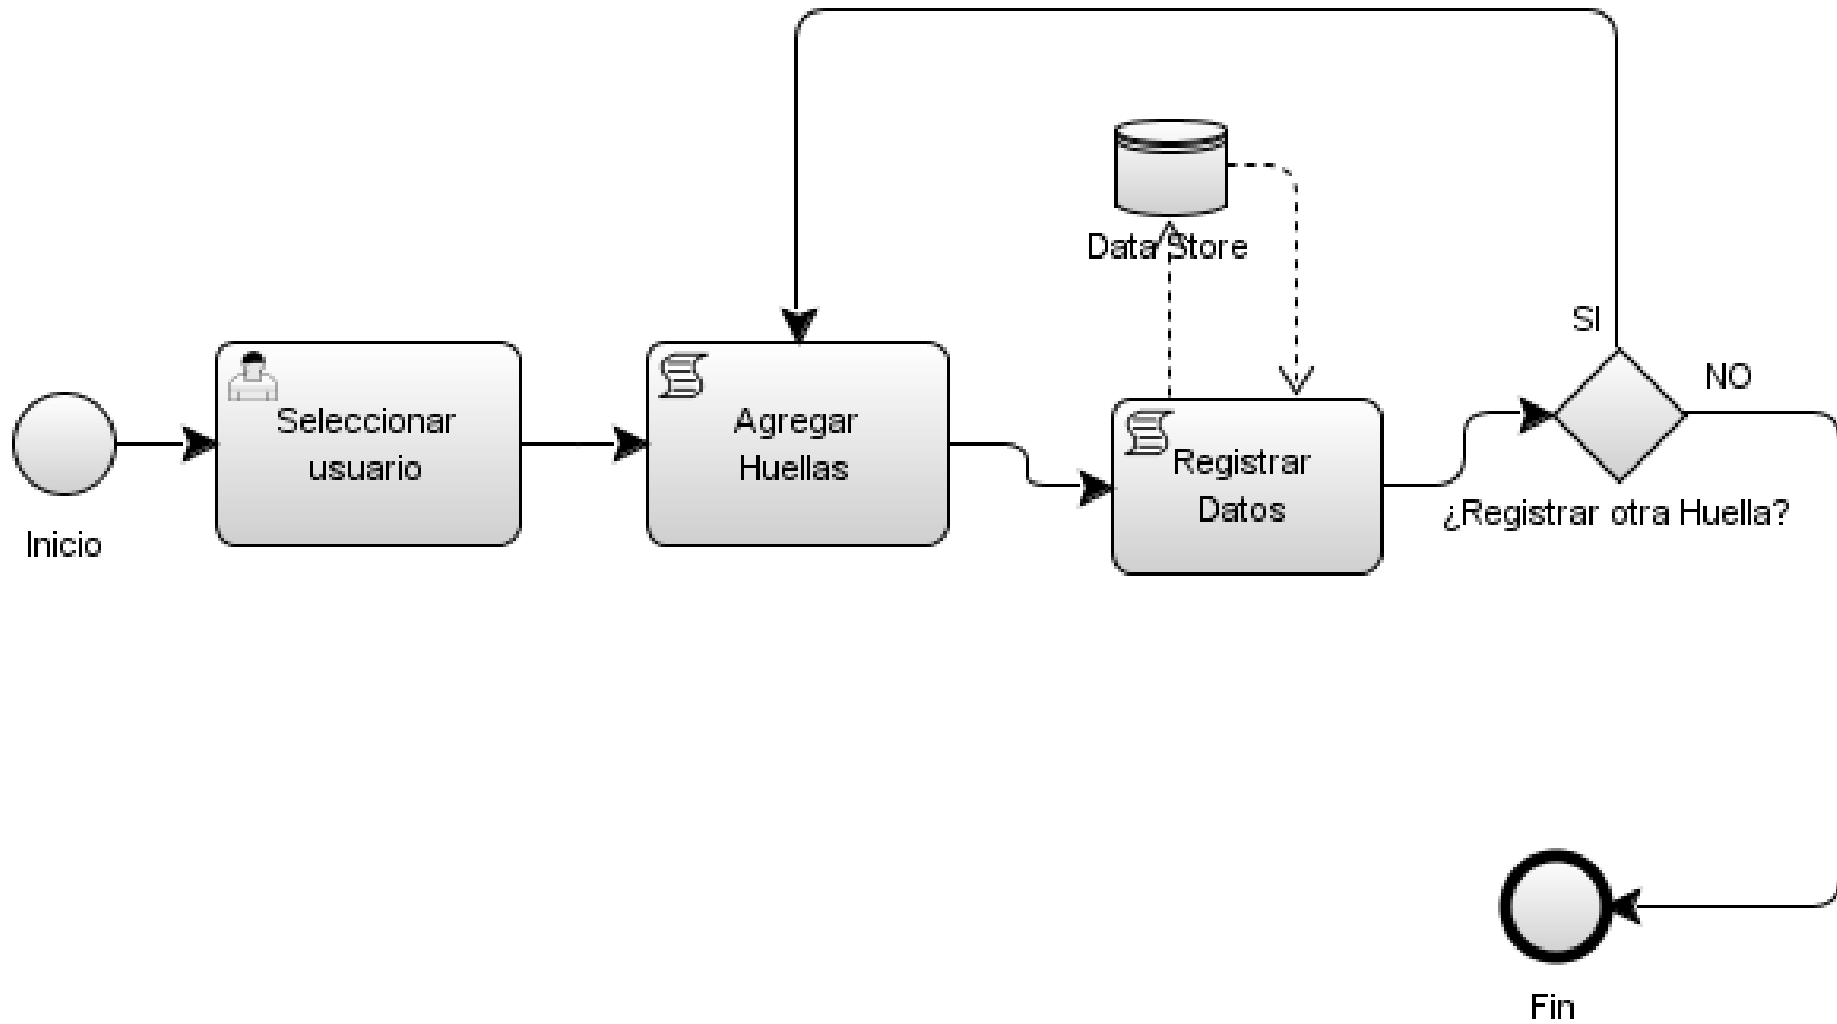 Data Store
SI
NO
Seleccionar
usuario
Agregar
Huellas
Registrar
Datos
¿Registrar otra Huella?
Inicio
Fin